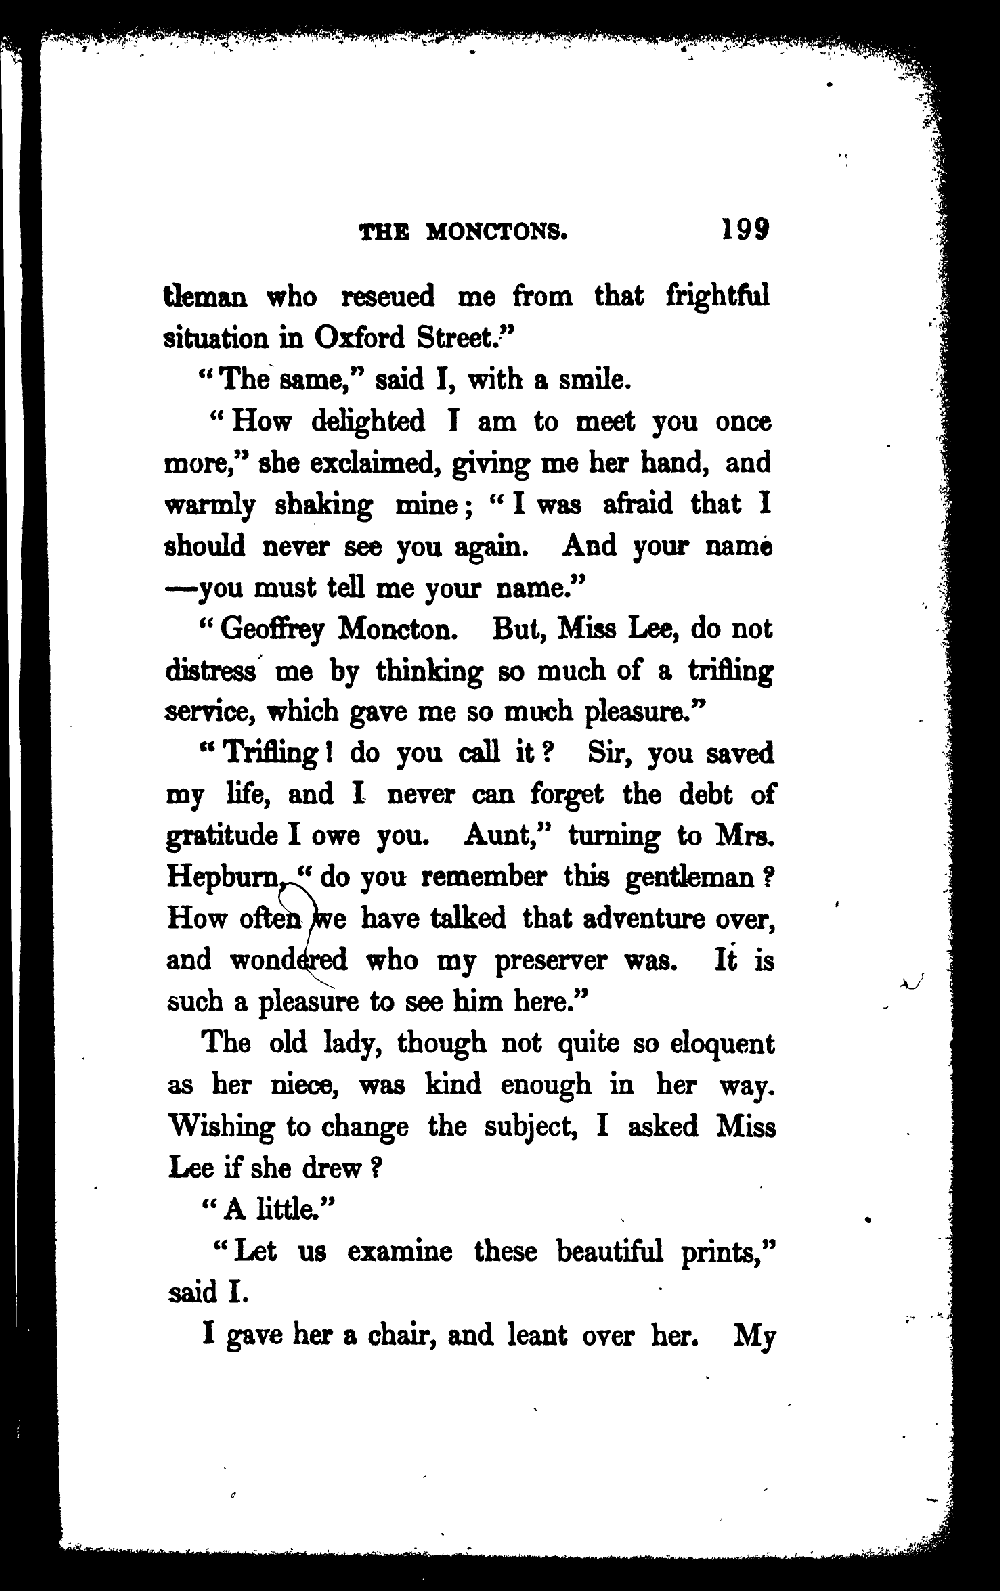 THE MONCTONS. 199
tleman who reseued me from that frightful
situation in Oxford Street.”
“ The same,” said I, with a smile.
“ How delighted I am to meet you once
more,” she exclaimed, giving me her hand, and
warmly shaking mine ; “ I was afraid that I
should never see you again. And your name
—you must tell me your name.”
“ Geoffrey Moncton. But, Miss Lee, do not
distress me by thinking so much of a trifling
service, which gave me so much pleasure.”
“ Trifling ! do you call it ? Sir, you saved
my life, and I never can forget the debt of
gratitude I owe you. Aunt,” turning to Mrs.
Hepburn, “ do you remember this gentleman ?
How often we have talked that adventure over,
and wondered who my preserver was. It is
such a pleasure to see him here.”
The old lady, though not quite so eloquent
as her niece, was kind enough in her way.
Wishing to change the subject, I asked Miss
Lee if she drew ?
“ A little.”
“ Let us examine these beautiful prints,”
said I.
I gave her a chair, and leant over her. My